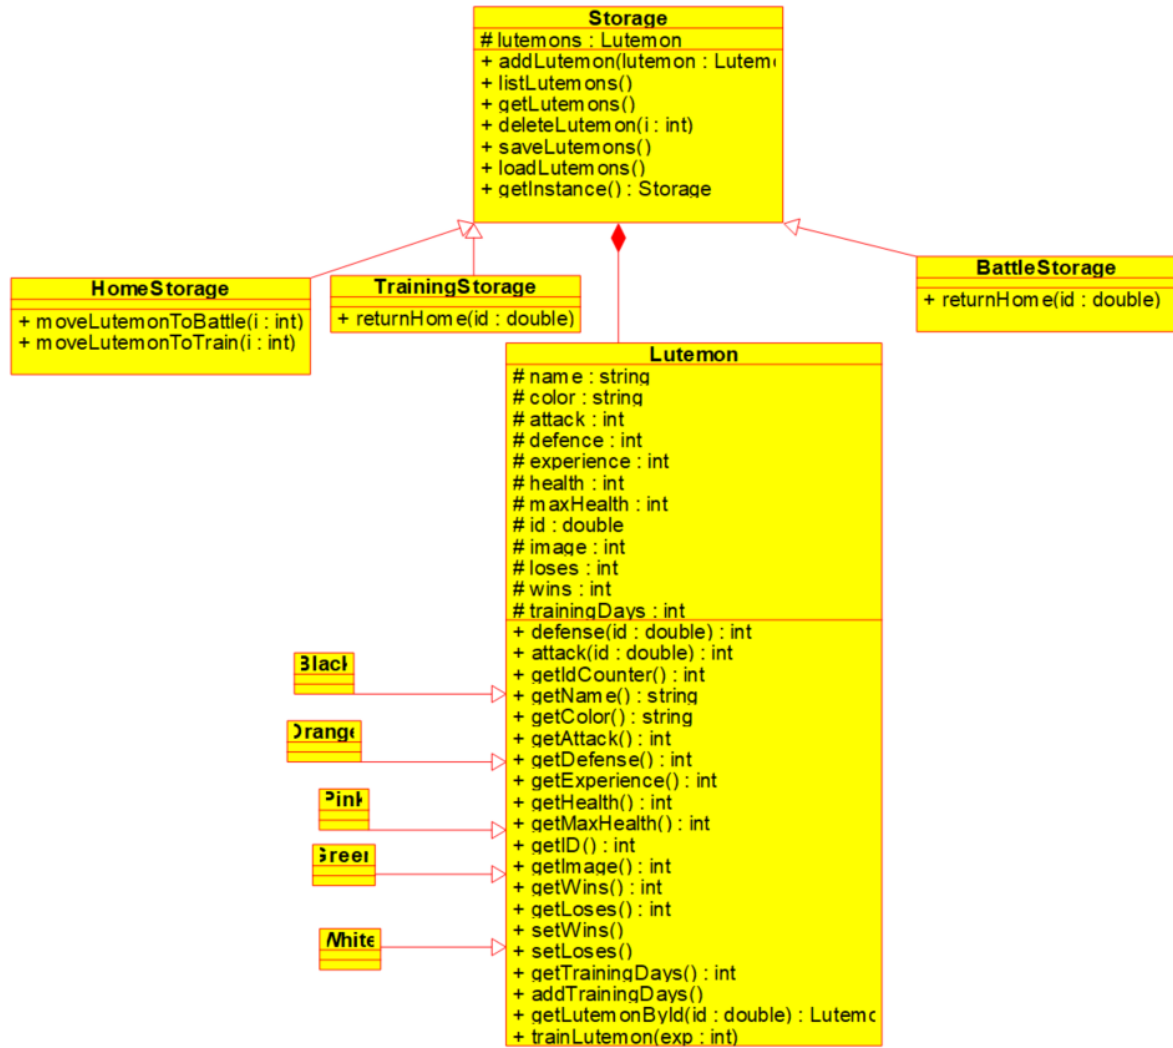 Storage
# lutemons : Lutemon
+ addLutemon(lutemon : Lutem
+ listLutemons()
+ getLutemons()
+ deleteLutemon(i : int)
+ saveLutemons()
+ loadLutemons()
+ getInstance() : Storage
HomeStorage
+ moveLutemonToBattle(i : int)
+ moveLutemonToTrain(i : int)
TrainingStorage
+ returnHome(id : double)
BattleStorage
+ returnHome(id : double)
Lutemon
# name : string
# color : string
# attack : int
# defence : int
# experience : int
# health : int
# maxHealth : int
# id : double
# image : int
# loses : int
# wins : int
# trainingDays : int
+ defense(id : double) : int
+ attack(id : double) : int
+ getIdCounter() : int
+ getName() : string
+ getColor() : string
+ getAttack() : int
+ getDefense() : int
+ getExperience() : int
+ getHealth() : int
+ getMaxHealth() : int
+ getID() : int
+ getImage() : int
+ getWins() : int
+ getLoses() : int
+ setWins()
+ setLoses()
+ getTrainingDays() : int
+ addTrainingDays()
+ getLutemonById(id : double) : Lutemo
+ trainLutemon(exp : int)
Black
Orange
Pink
Green
White